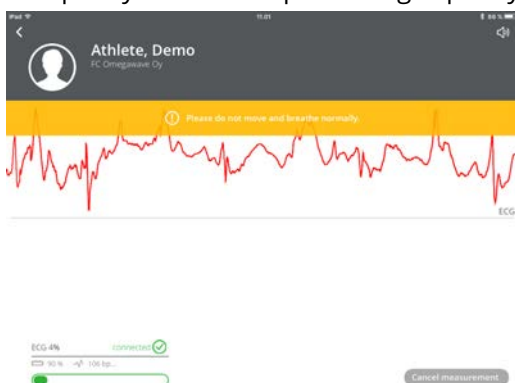 iPad
11.01
88 %
Athlete, Demo
FC Omegawave Oy
Please do not move and breathe normally.
ECG
ECG 4%
connected
90 %
106 bp...
Cancel measurement